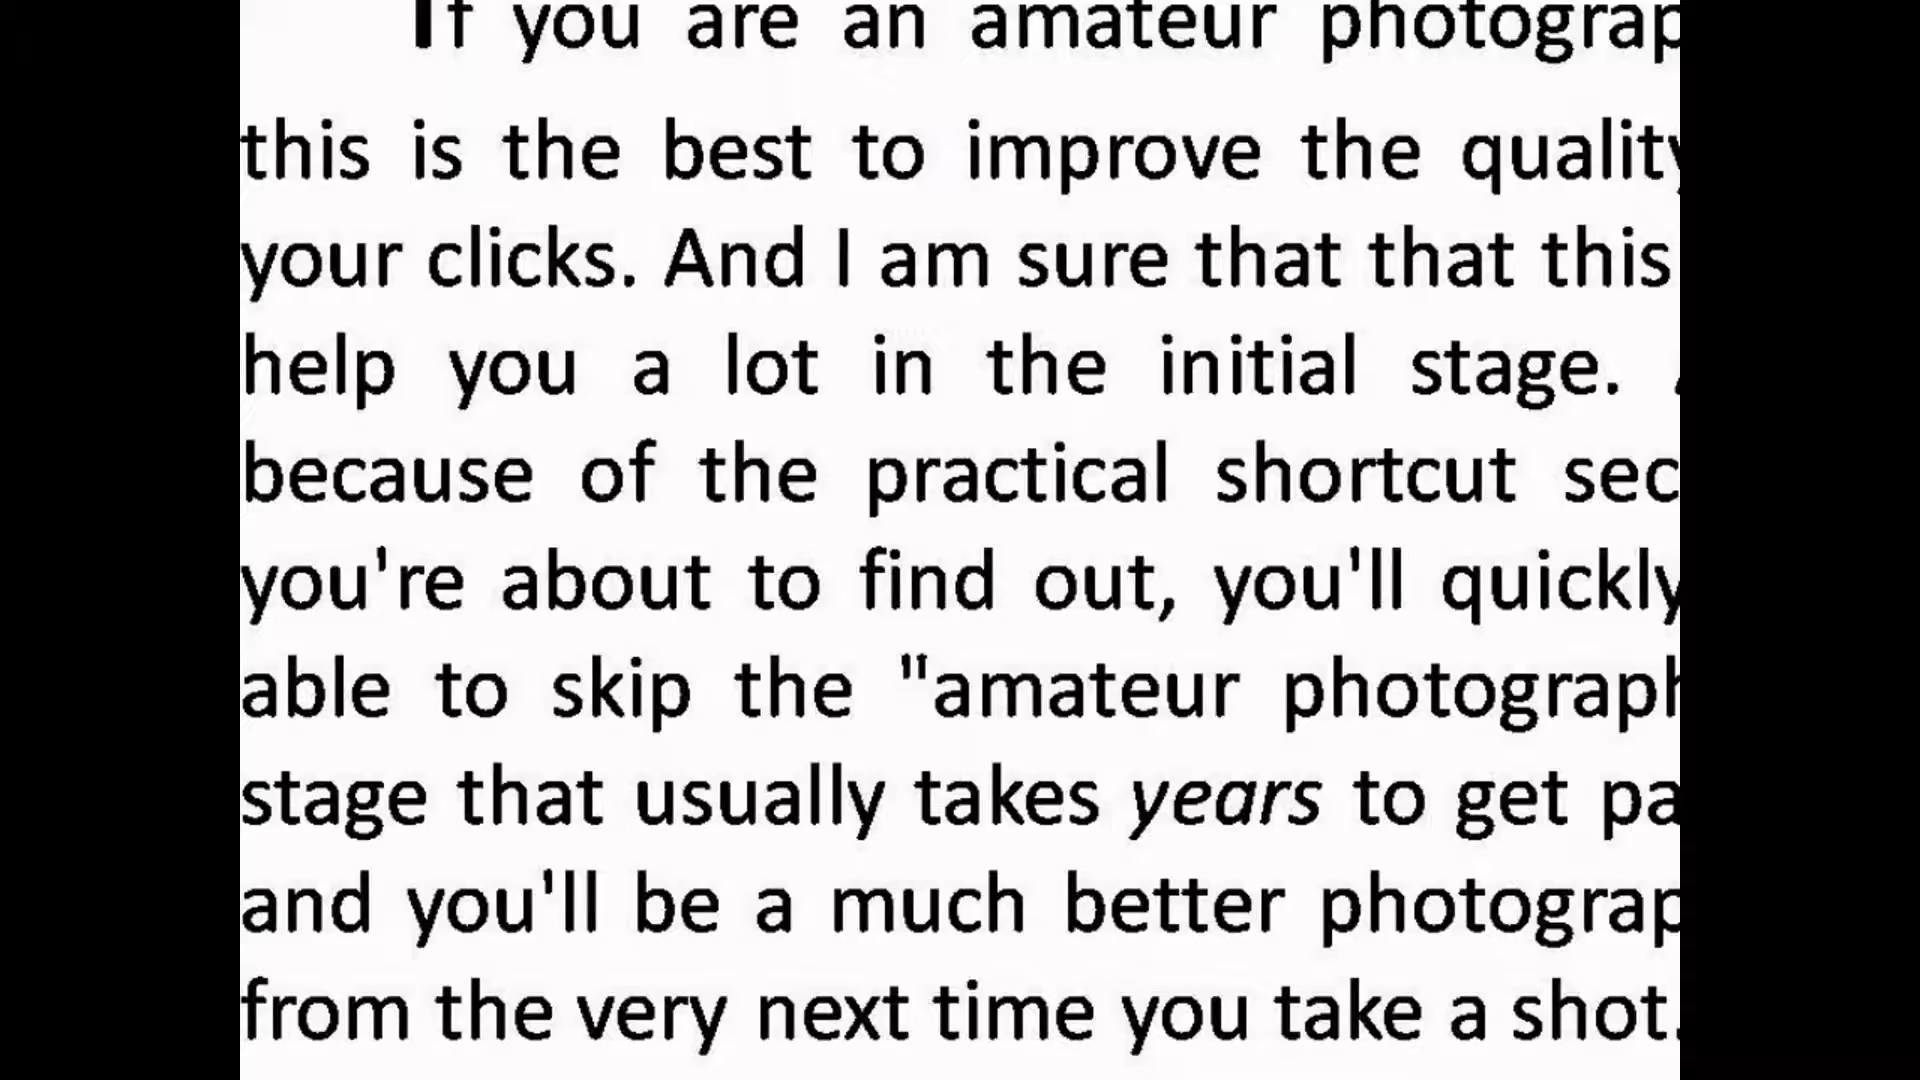 If you are an amateur photograp
this is the best to improve the quality
your clicks. And I am sure that that this
help you a lot in the initial stage.
because of the practical shortcut sec
you're about to find out, you'll quickly
able to skip the "amateur photograph
stage that usually takes years to get pa
and you'll be a much better photograp
from the very next time you take a shot.